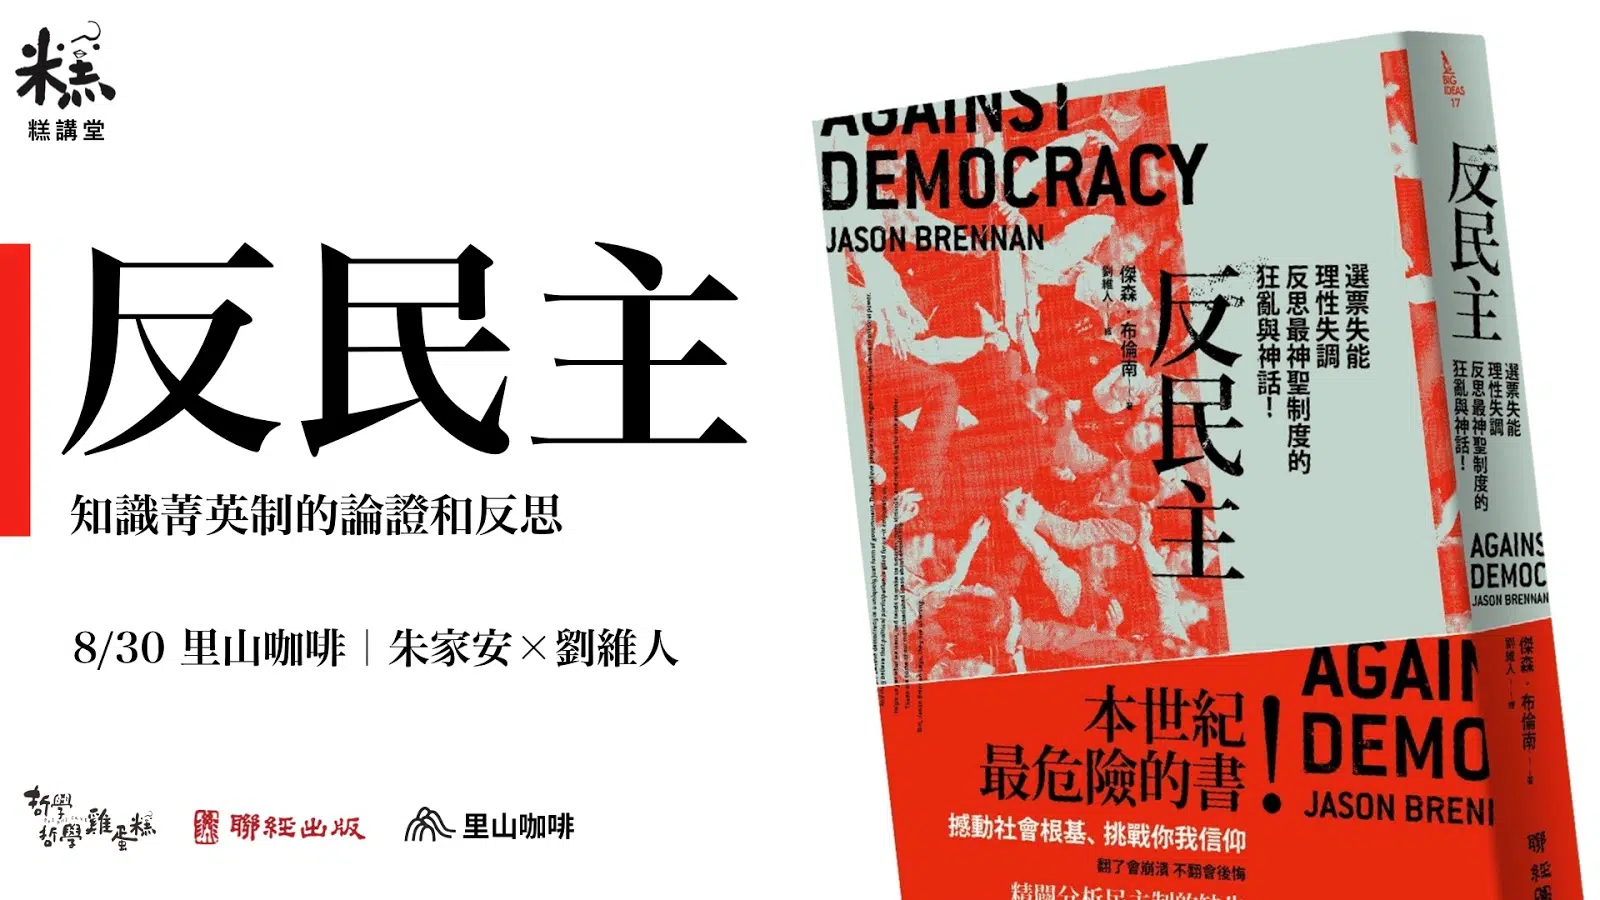 糕
糕講堂
反民主
知識菁英制的論證和反思
8/30 里山咖啡｜朱家安×劉維人
哲學哲學雞蛋糕
聯經出版
里山咖啡
AGAINST
DEMOCRACY
JASON BRENNAN
選票失能
理性失調
反思最神聖制度的
狂亂與神話！
反民主
傑森．布倫南——著
劉維人——譯
本世紀
最危險的書！
撼動社會根基、挑戰你我信仰
翻了會崩潰 不翻會後悔
AGAIN
DEMO
JASON BREN
BIG
IDEAS
17
反民主
選票失能
理性失調
反思最神聖制度的
狂亂與神話！
AGAINS
DEMOC
JASON BRENNAN
傑森．布倫南——著
劉維人——譯
聯經